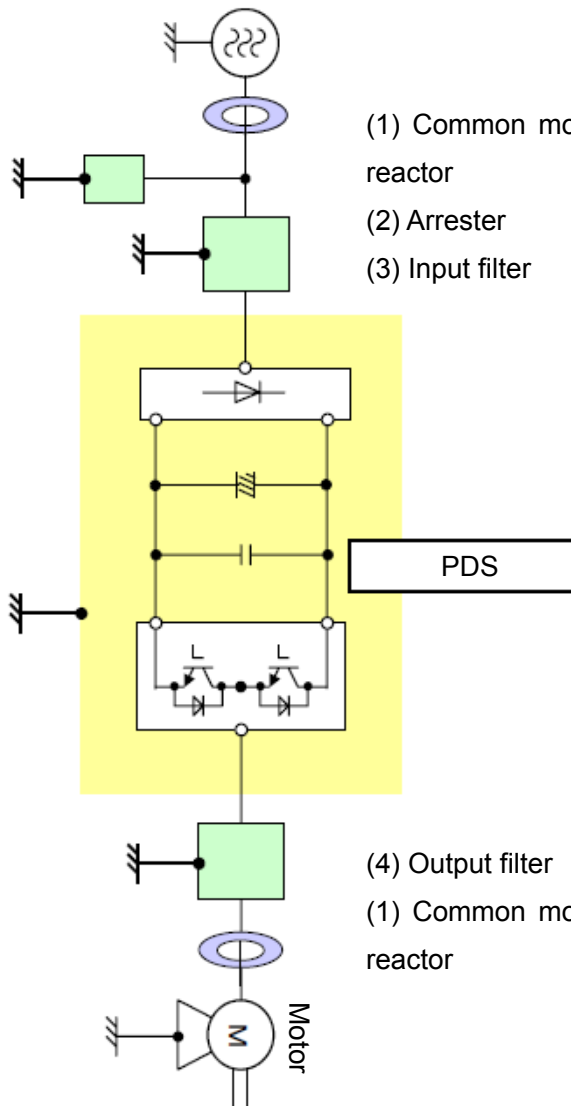 (1) Common mo
reactor
(2) Arrester
(3) Input filter
PDS
(4) Output filter
(1) Common mo
reactor
Motor
M